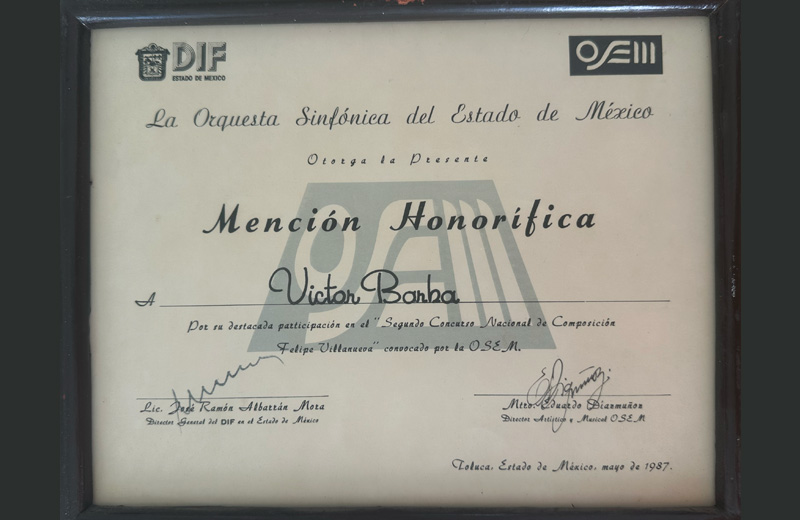 DIF
ESTADO DE MEXICO
OSEM
La Orquesta Sinfónica del Estado de México
Otorga la Presente
OSEM
Mención Honorífica
A Victor Barba
Por su destacada participación en el "Segundo Concurso Nacional de Composición
Felipe Villanueva" convocado por la OSEM.
Lic. José Ramón Albarrán Mora
Director General del DIF en el Estado de México
Mtro. Eduardo Diazmuñoz
Director Artístico y Musical OSEM
Toluca, Estado de México, mayo de 1987.